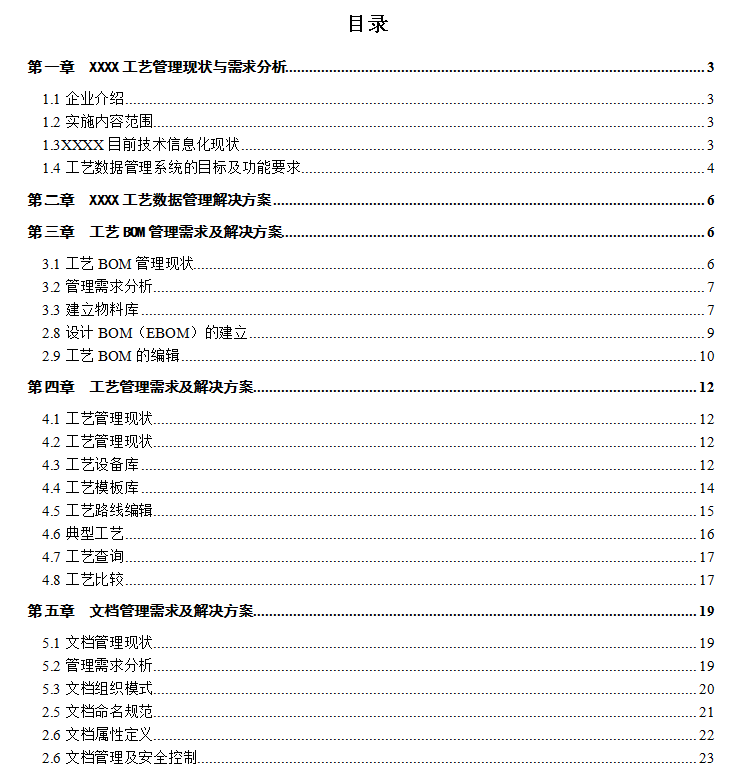 目录
第一章 XXXX工艺管理现状与需求分析 3
1.1 企业介绍 3
1.2 实施内容范围 3
1.3XXXX 目前技术信息化现状 3
1.4 工艺数据管理系统的目标及功能要求 4
第二章 XXXX工艺数据管理解决方案 6
第三章 工艺BOM管理需求及解决方案 6
3.1 工艺 BOM 管理现状 6
3.2 管理需求分析 7
3.3 建立物料库 7
2.8 设计 BOM（EBOM）的建立 9
2.9 工艺 BOM 的编辑 10
第四章 工艺管理需求及解决方案 12
4.1 工艺管理现状 12
4.2 工艺管理现状 12
4.3 工艺设备库 12
4.4 工艺模板库 14
4.5 工艺路线编辑 15
4.6 典型工艺 16
4.7 工艺查询 17
4.8 工艺比较 17
第五章 文档管理需求及解决方案 19
5.1 文档管理现状 19
5.2 管理需求分析 19
5.3 文档组织模式 20
2.5 文档命名规范 21
2.6 文档属性定义 22
2.6 文档管理及安全控制 23